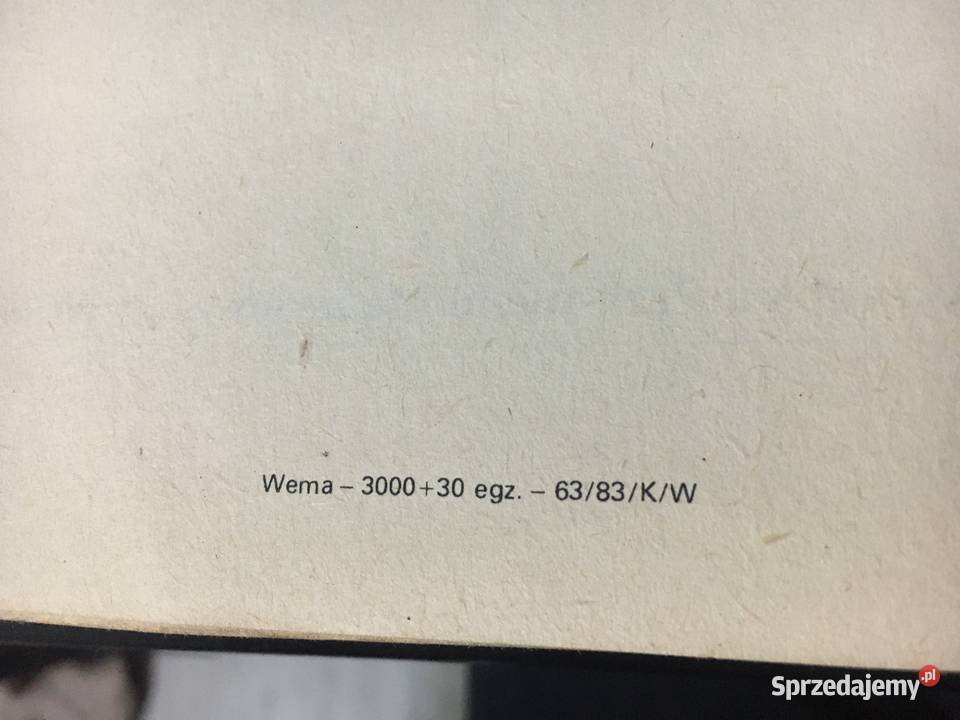 Wema – 3000+30 egz. – 63/83/K/W
Sprzedajemy.pl